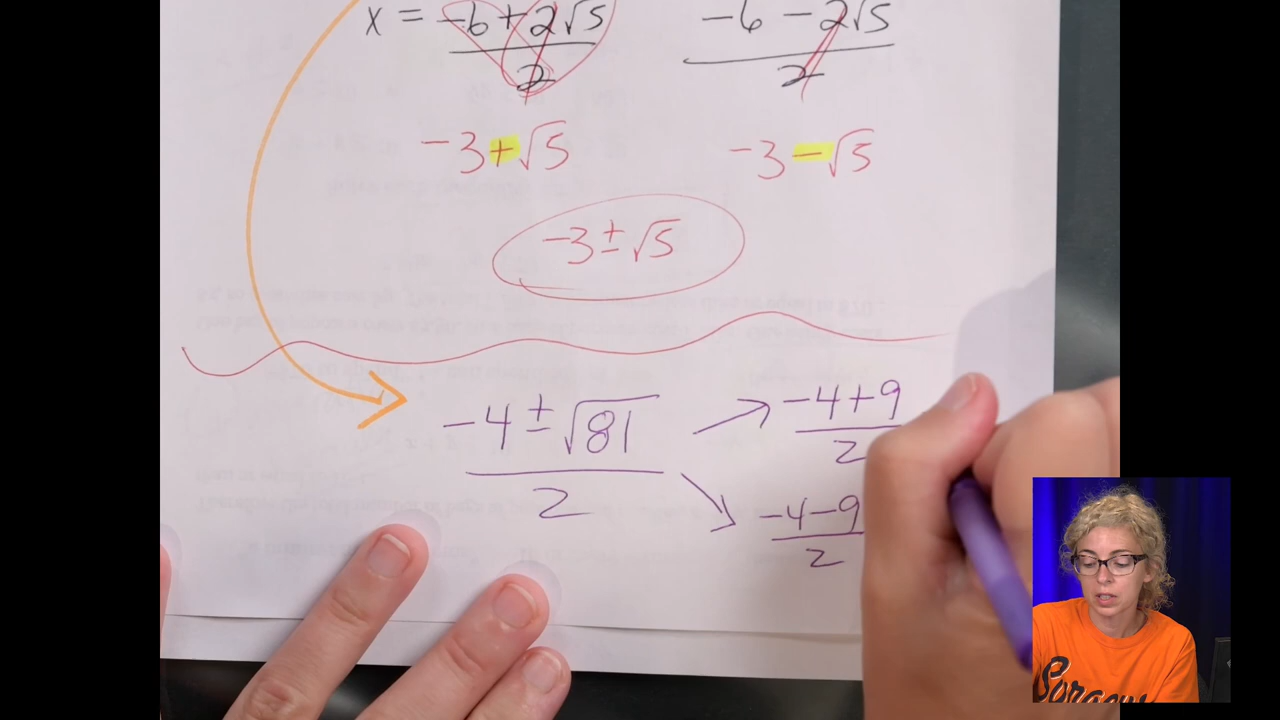 x = -6+2√5/2 -6-2√5/2
-3+√5 -3-√5
-3±√5
-4±√81/2 -4+9/2
-4-9/2